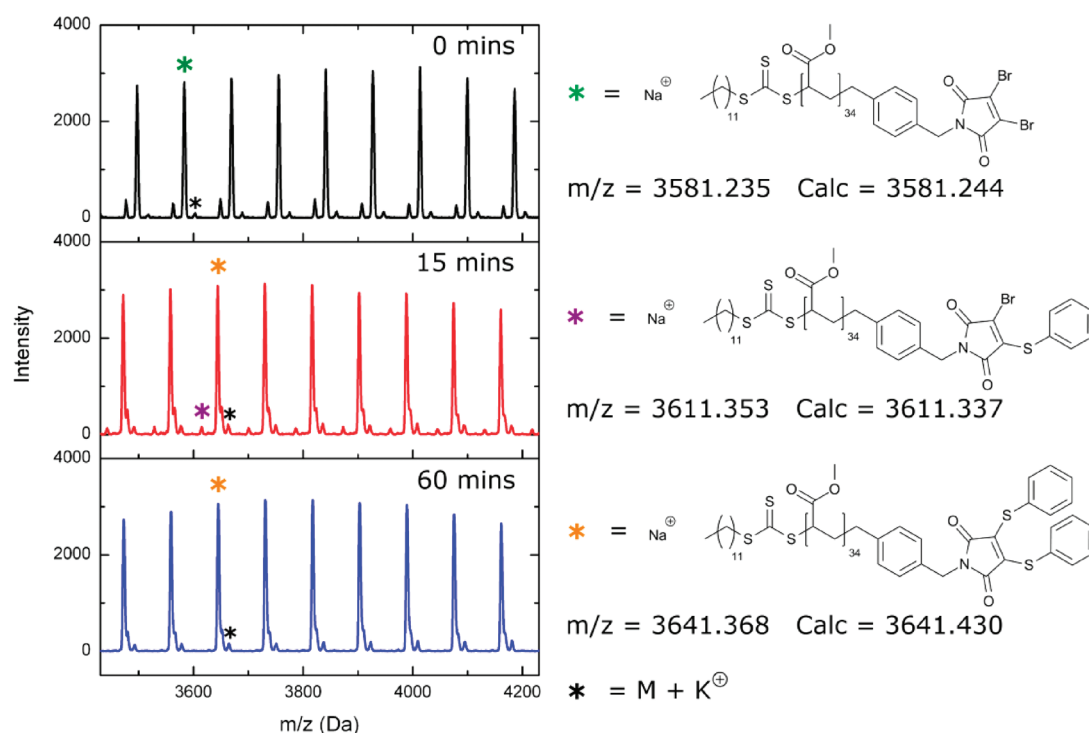 4000
2000
0
0 mins
*
*
4000
2000
0
15 mins
*
*
*
4000
2000
0
60 mins
*
*
Intensity
3600 3800 4000 4200
m/z (Da)
* = Na⊕
11
S
S
S
O
O
34
N
O
O
Br
Br
m/z = 3581.235 Calc = 3581.244
* = Na⊕
11
S
S
S
O
O
34
N
O
O
Br
S
m/z = 3611.353 Calc = 3611.337
* = Na⊕
11
S
S
S
O
O
34
N
O
O
S
S
m/z = 3641.368 Calc = 3641.430
* = M + K⊕